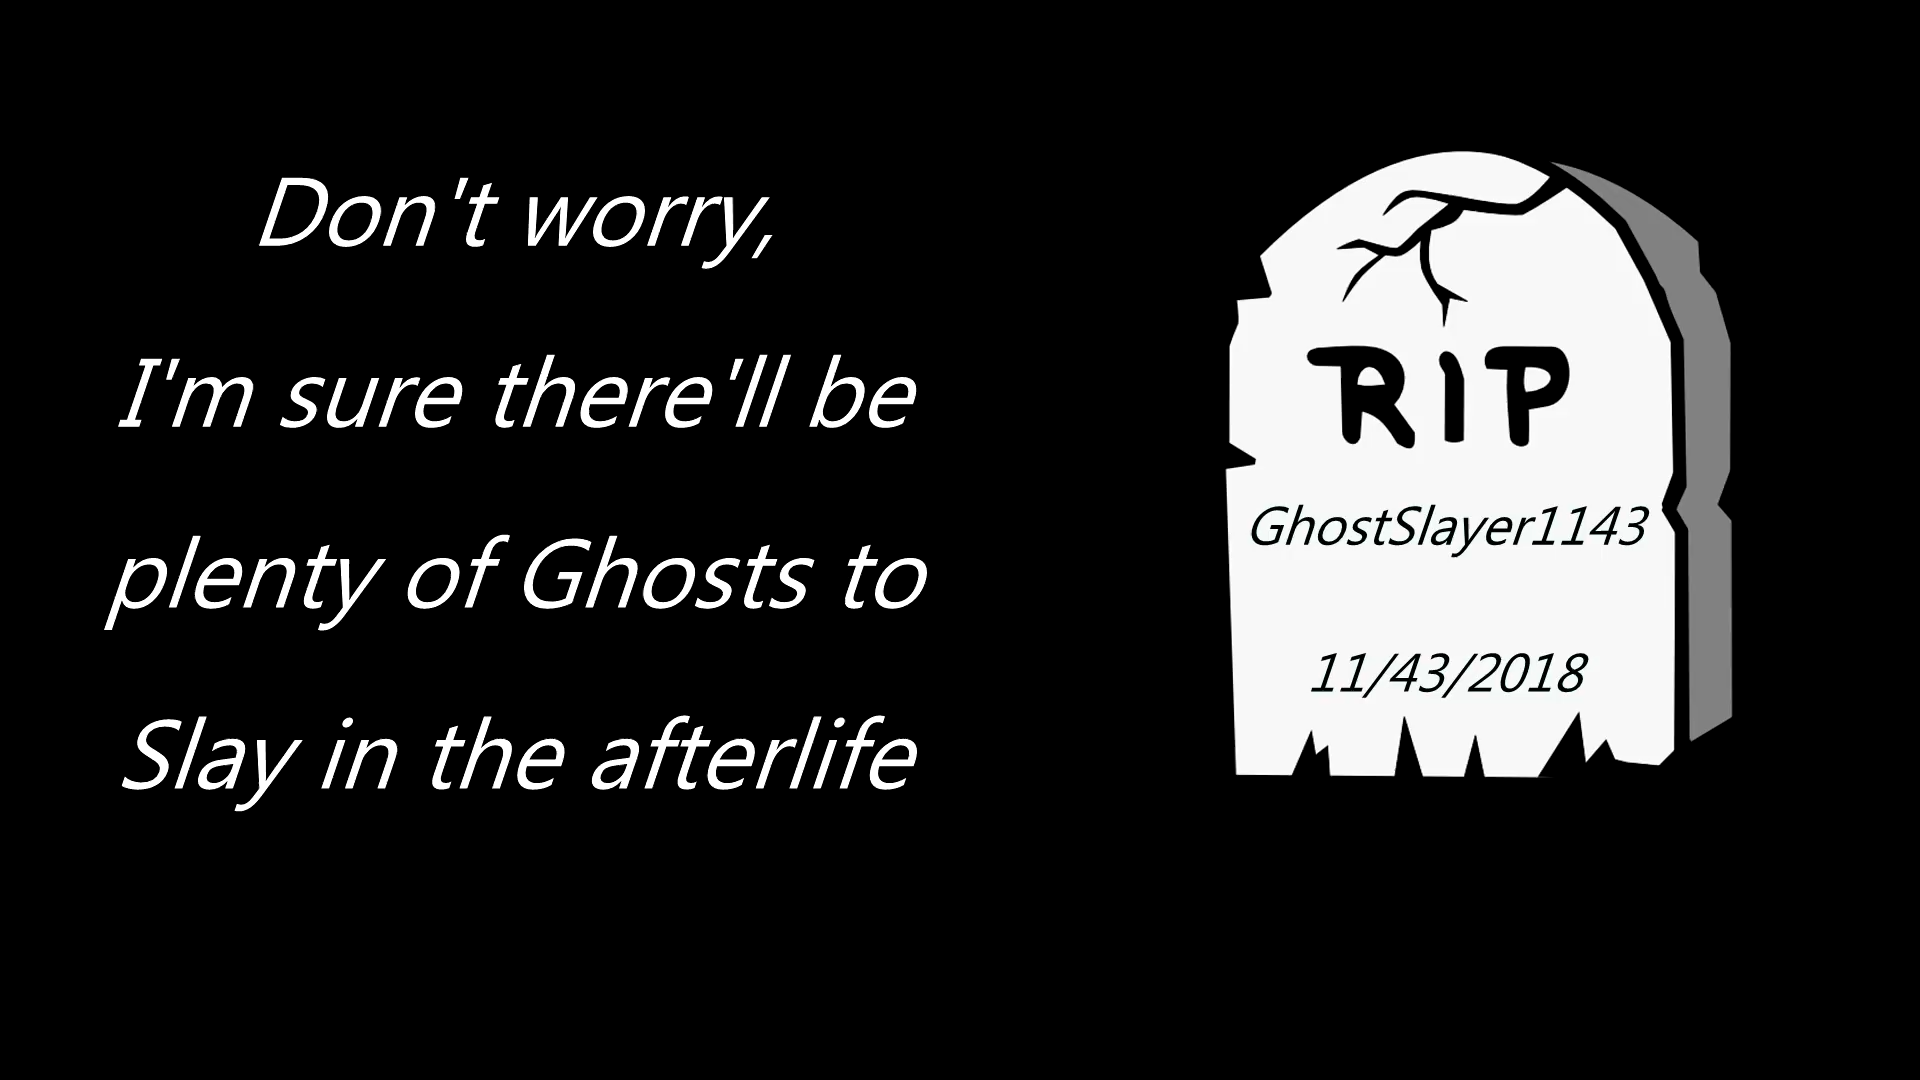 Don't worry,
I'm sure there'll be
plenty of Ghosts to
Slay in the afterlife
RIP
GhostSlayer1143
11/43/2018